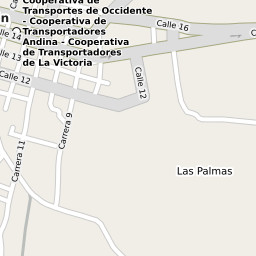 Cooperativa de
Transportes de Occidente
- Cooperativa de
Transportadores
Andina - Cooperativa
de Transportadores
de La Victoria
Calle 16
Calle 14
Calle 12
Calle 12
Carrera 9
Carrera 11
Las Palmas